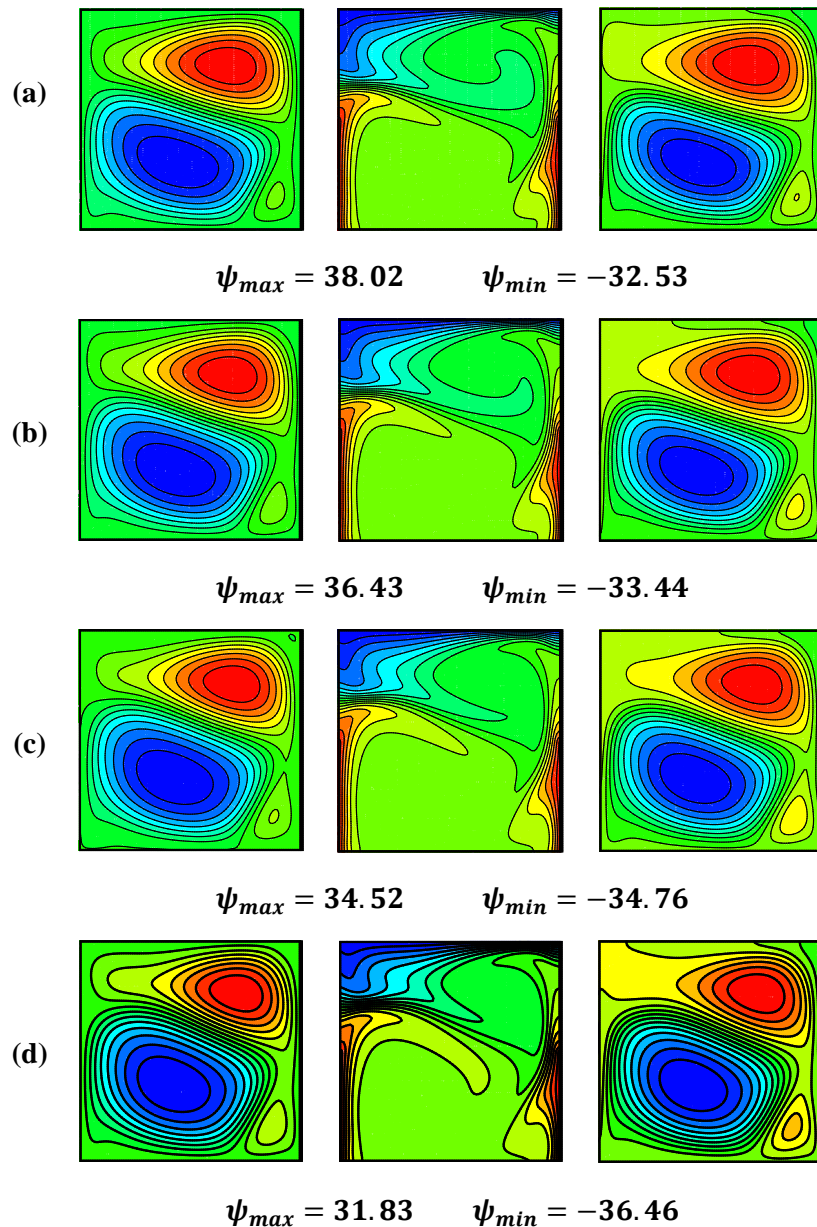 (a)
ψmax = 38.02 ψmin = −32.53
(b)
ψmax = 36.43 ψmin = −33.44
(c)
ψmax = 34.52 ψmin = −34.76
(d)
ψmax = 31.83 ψmin = −36.46